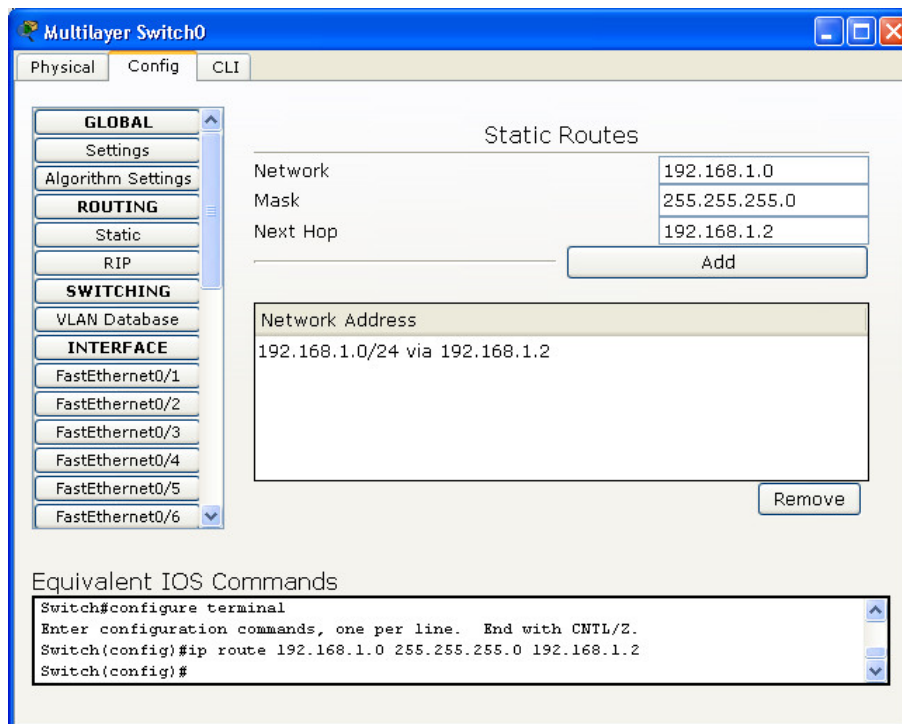 Multilayer Switch0
Physical Config CLI
GLOBAL
Settings
Algorithm Settings
ROUTING
Static
RIP
SWITCHING
VLAN Database
INTERFACE
FastEthernet0/1
FastEthernet0/2
FastEthernet0/3
FastEthernet0/4
FastEthernet0/5
FastEthernet0/6
Static Routes
Network 192.168.1.0
Mask 255.255.255.0
Next Hop 192.168.1.2
Add
Network Address
192.168.1.0/24 via 192.168.1.2
Remove
Equivalent IOS Commands
Switch#configure terminal
Enter configuration commands, one per line. End with CNTL/Z.
Switch(config)#ip route 192.168.1.0 255.255.255.0 192.168.1.2
Switch(config)#